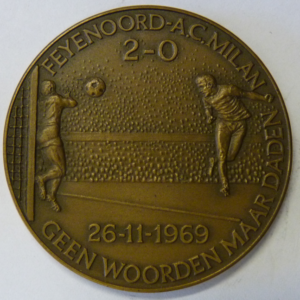 FEYENOORD-A.C. MILAN
2-0
26-11-1969
GEEN WOORDEN MAAR DADEN